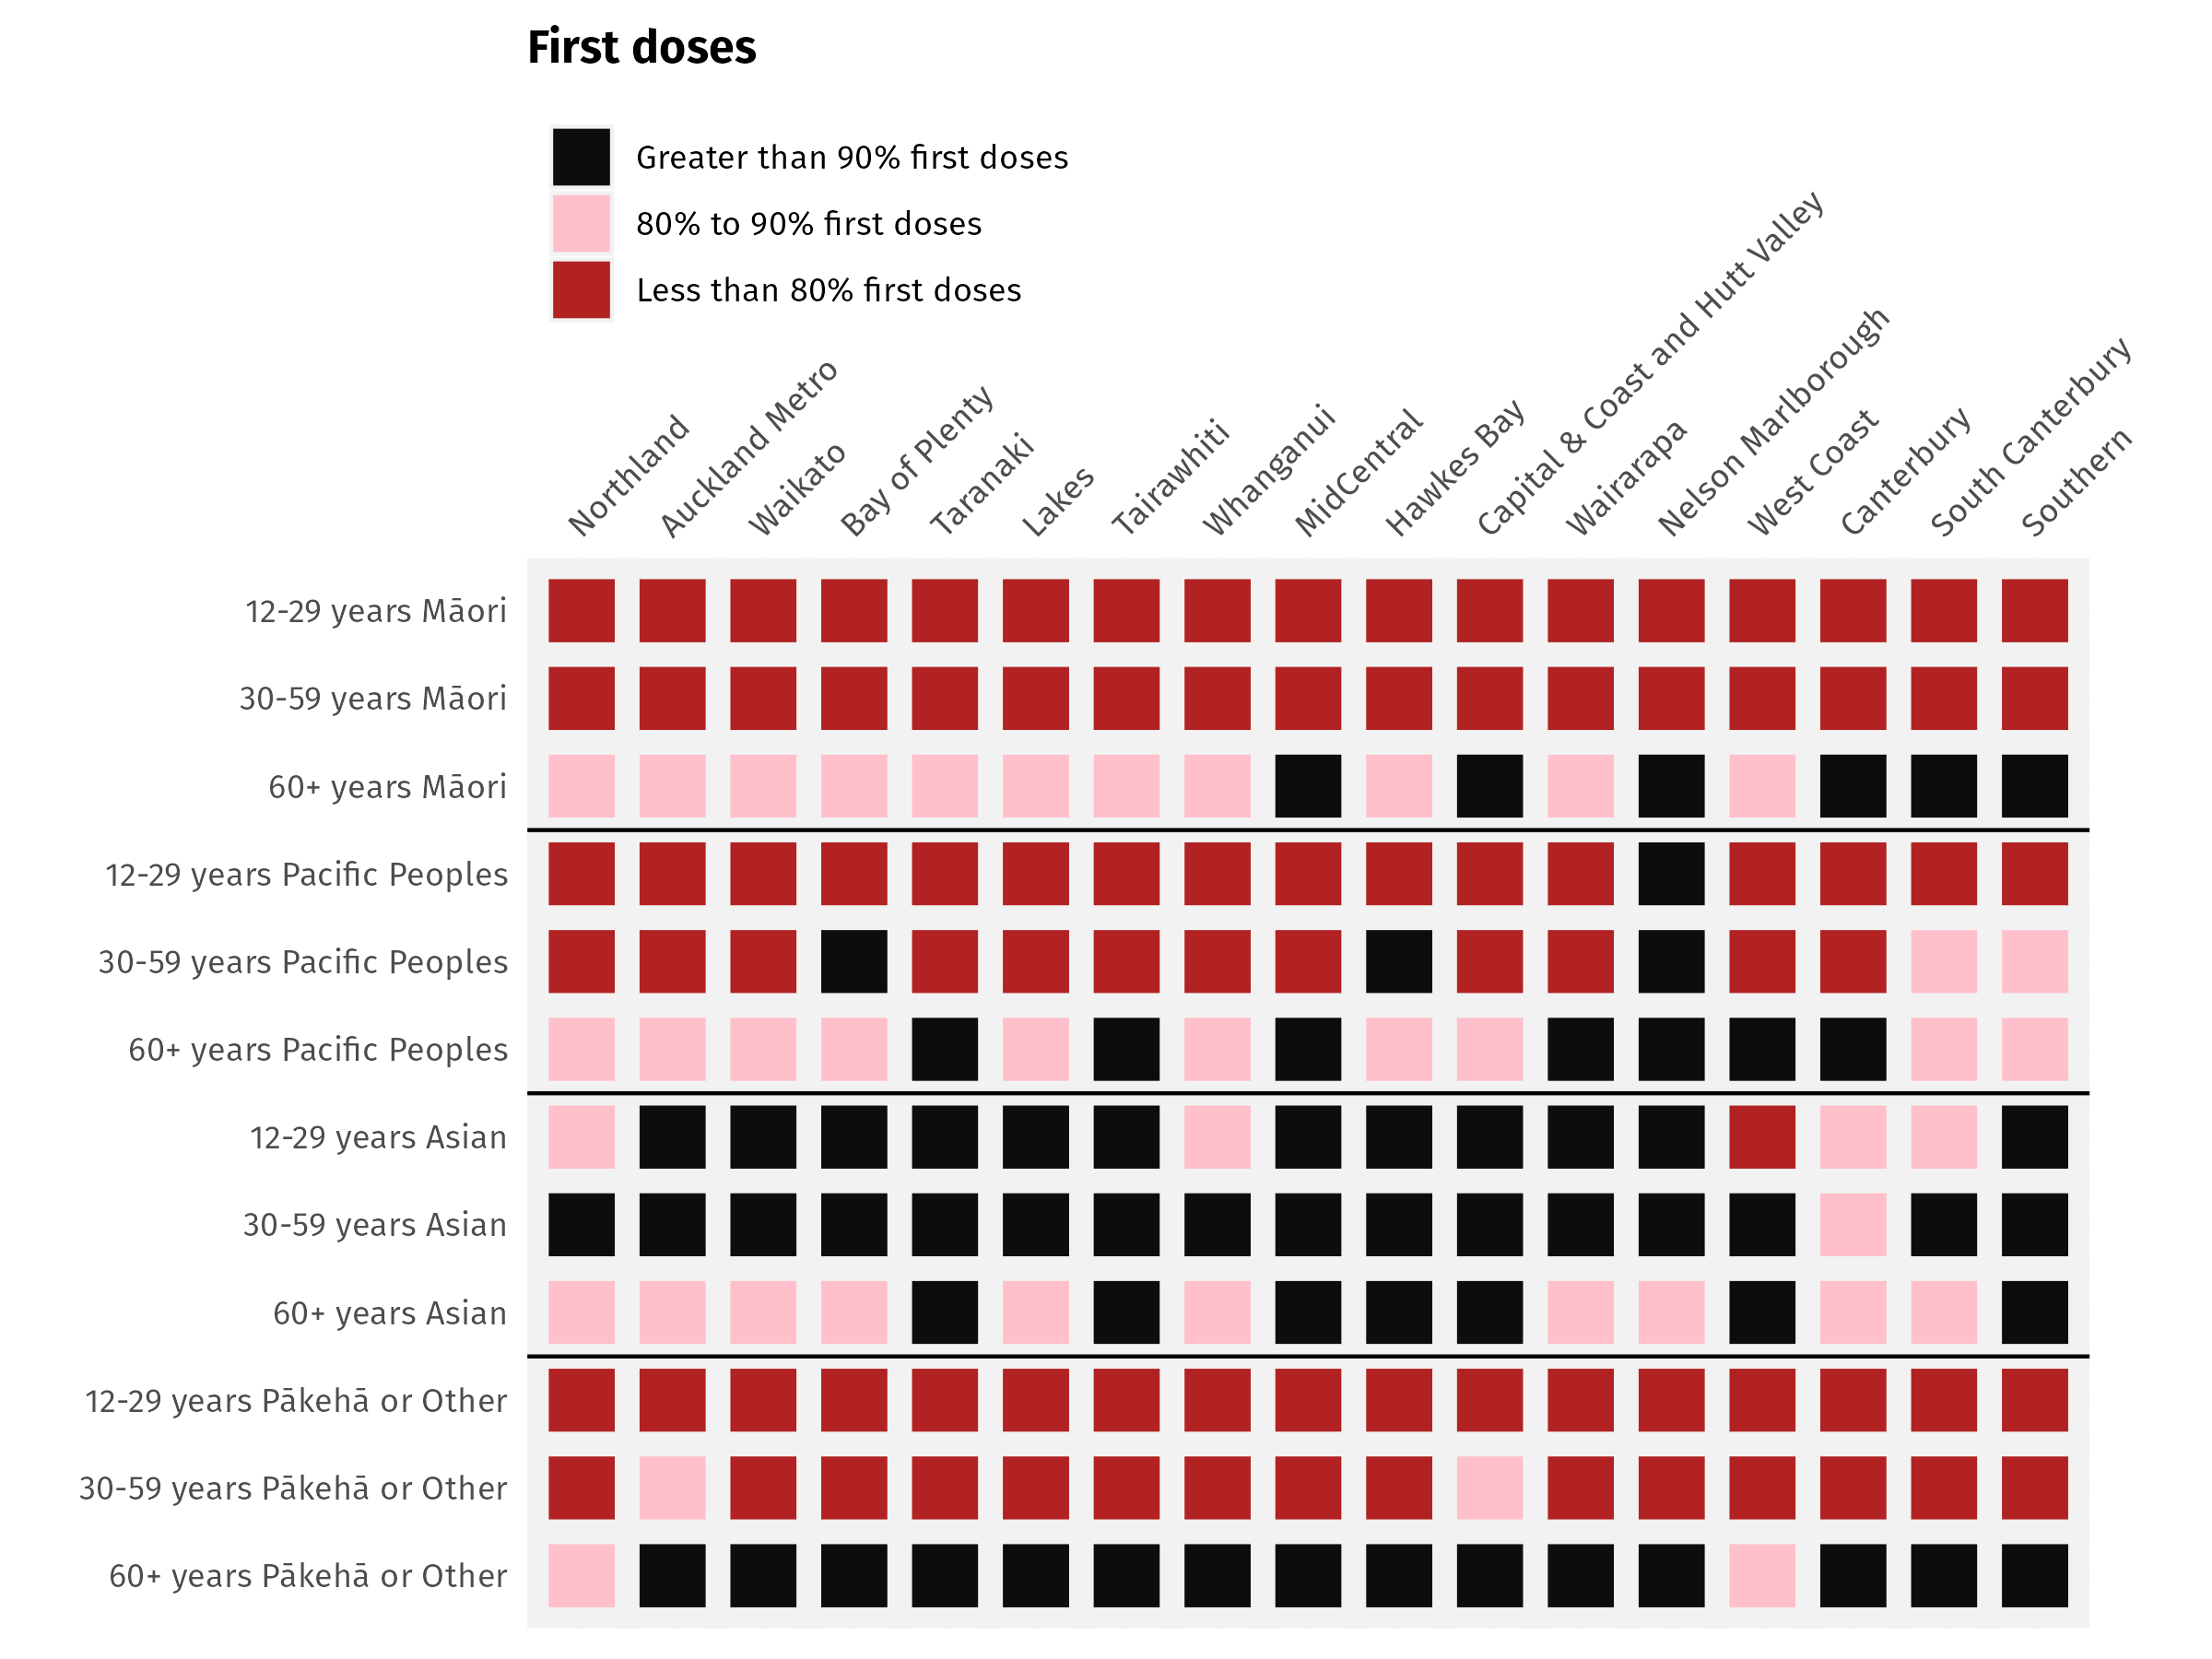 First doses
Greater than 90% first doses
80% to 90% first doses
Less than 80% first doses
Northland
Auckland Metro
Waikato
Bay of Plenty
Taranaki
Lakes
Tairawhiti
Whanganui
MidCentral
Hawkes Bay
Capital & Coast and Hutt Valley
Wairarapa
Nelson Marlborough
West Coast
Canterbury
South Canterbury
Southern
12-29 years Māori
30-59 years Māori
60+ years Māori
12-29 years Pacific Peoples
30-59 years Pacific Peoples
60+ years Pacific Peoples
12-29 years Asian
30-59 years Asian
60+ years Asian
12-29 years Pākehā or Other
30-59 years Pākehā or Other
60+ years Pākehā or Other